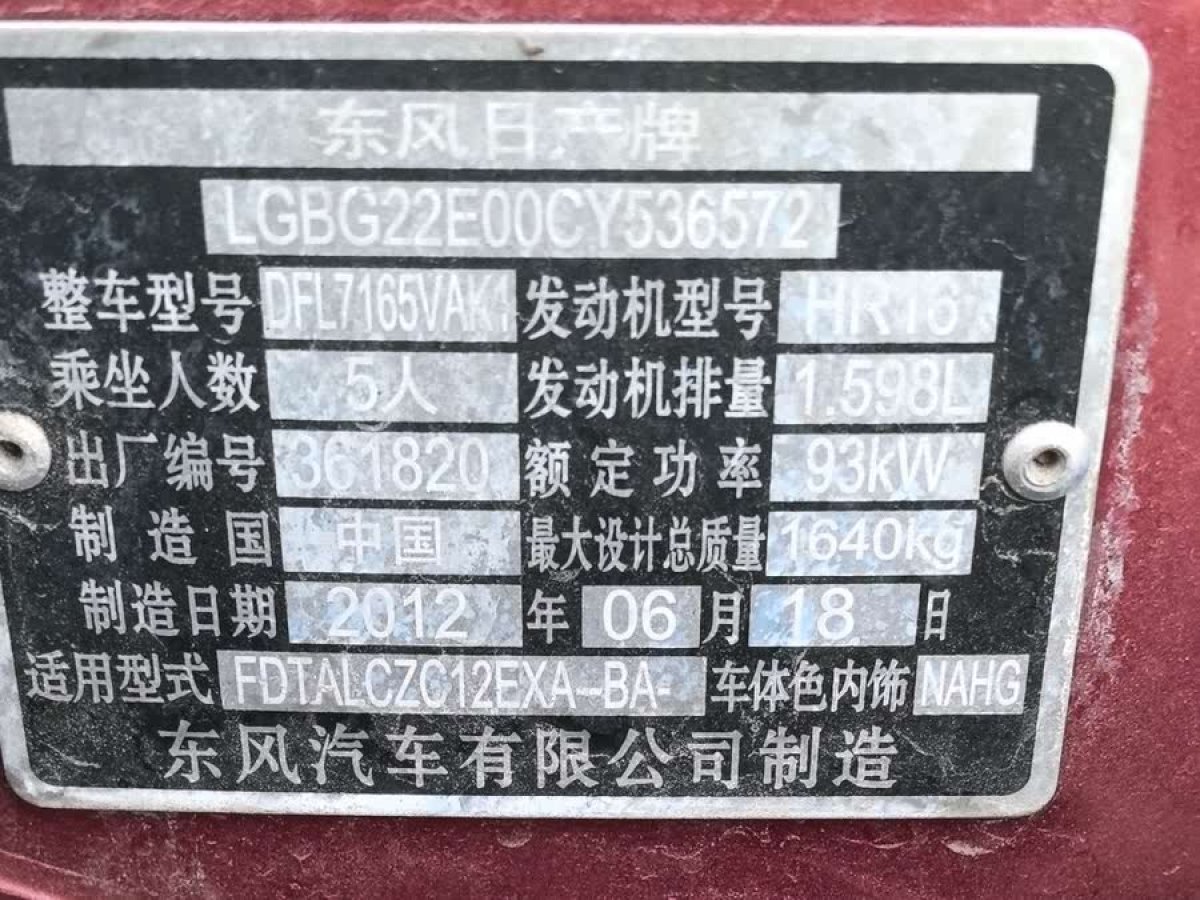 东风日产牌
LGBG22E00CY536572
整车型号 DFL7165VAK1 发动机型号 HR16
乘坐人数 5人 发动机排量 1.598L
出厂编号 361820 额定功率 93kW
制造国 中国 最大设计总质量 1640kg
制造日期 2012 年 06 月 18 日
适用型式 FDTALCZC12EXA--BA- 车体色内饰 NAHG
东风汽车有限公司制造